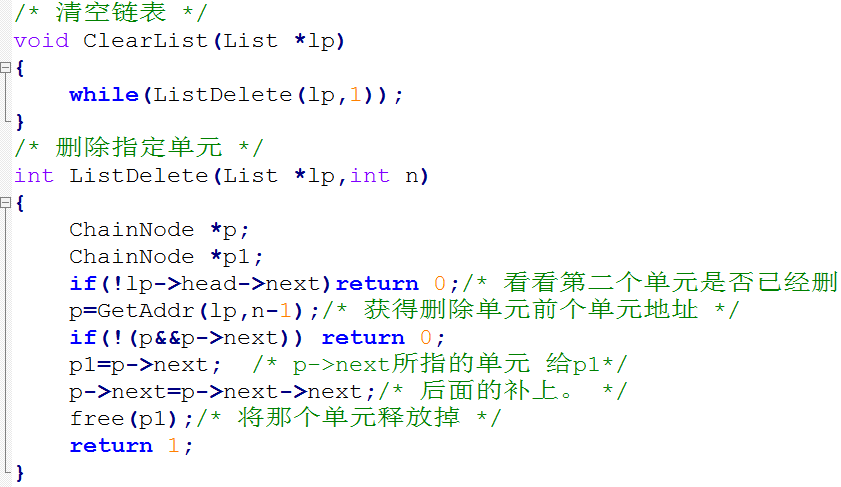 /* 清空链表 */
void ClearList(List *lp)
{
    while(ListDelete(lp,1));
}
/* 删除指定单元 */
int ListDelete(List *lp,int n)
{
    ChainNode *p;
    ChainNode *p1;
    if(!lp->head->next)return 0;/* 看看第二个单元是否已经删
    p=GetAddr(lp,n-1);/* 获得删除单元前个单元地址 */
    if(!(p&&p->next)) return 0;
    p1=p->next;  /* p->next所指的单元 给p1*/
    p->next=p->next->next;/* 后面的补上。 */
    free(p1);/* 将那个单元释放掉 */
    return 1;
}